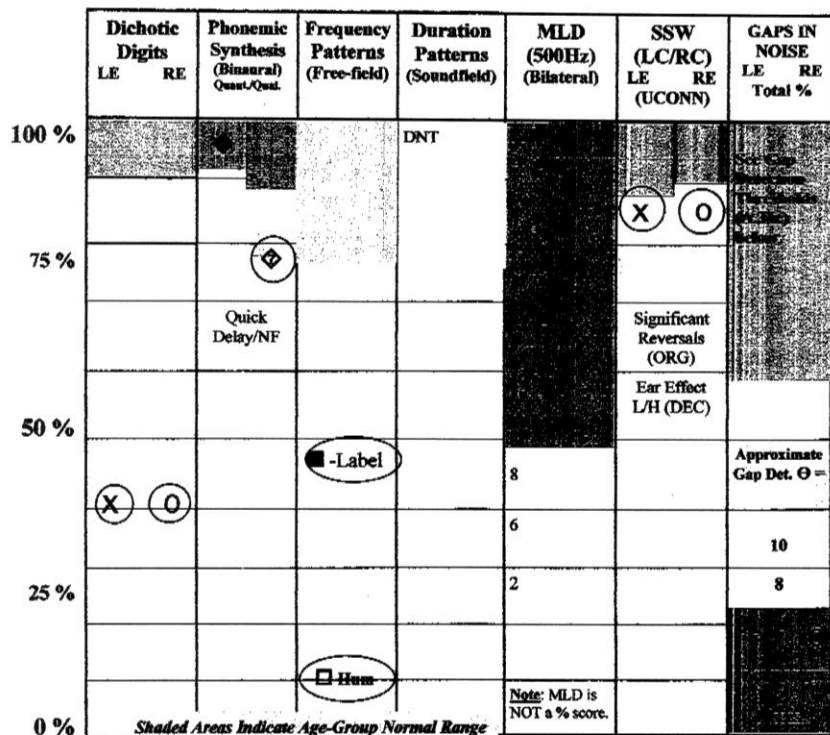 Dichotic Digits
LE RE
Phonemic Synthesis
(Binaural)
Quant./Qual.
Frequency Patterns
(Free-field)
Duration Patterns
(Soundfield)
MLD
(500Hz)
(Bilateral)
SSW
(LC/RC)
LE RE
(UCONN)
GAPS IN NOISE
LE RE
Total %
100 %
DNT
See Gap
X O
75 %
?
Quick
Delay/NF
Significant
Reversals
(ORG)
Ear Effect
L/H (DEC)
50 %
-Label
8
Approximate
Gap Det. Θ =
X O
6
10
25 %
2
8
Hum
Note: MLD is
NOT a % score.
0 %
Shaded Areas Indicate Age-Group Normal Range